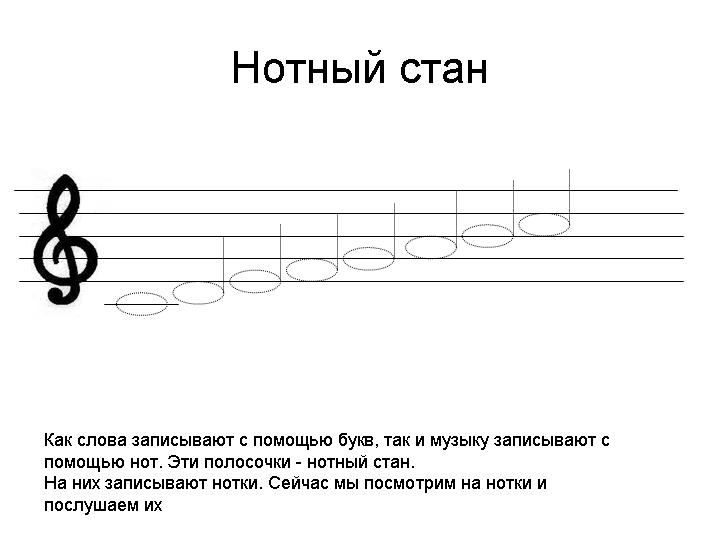 Нотный стан
Как слова записывают с помощью букв, так и музыку записывают с
помощью нот. Эти полосочки - нотный стан.
На них записывают нотки. Сейчас мы посмотрим на нотки и
послушаем их